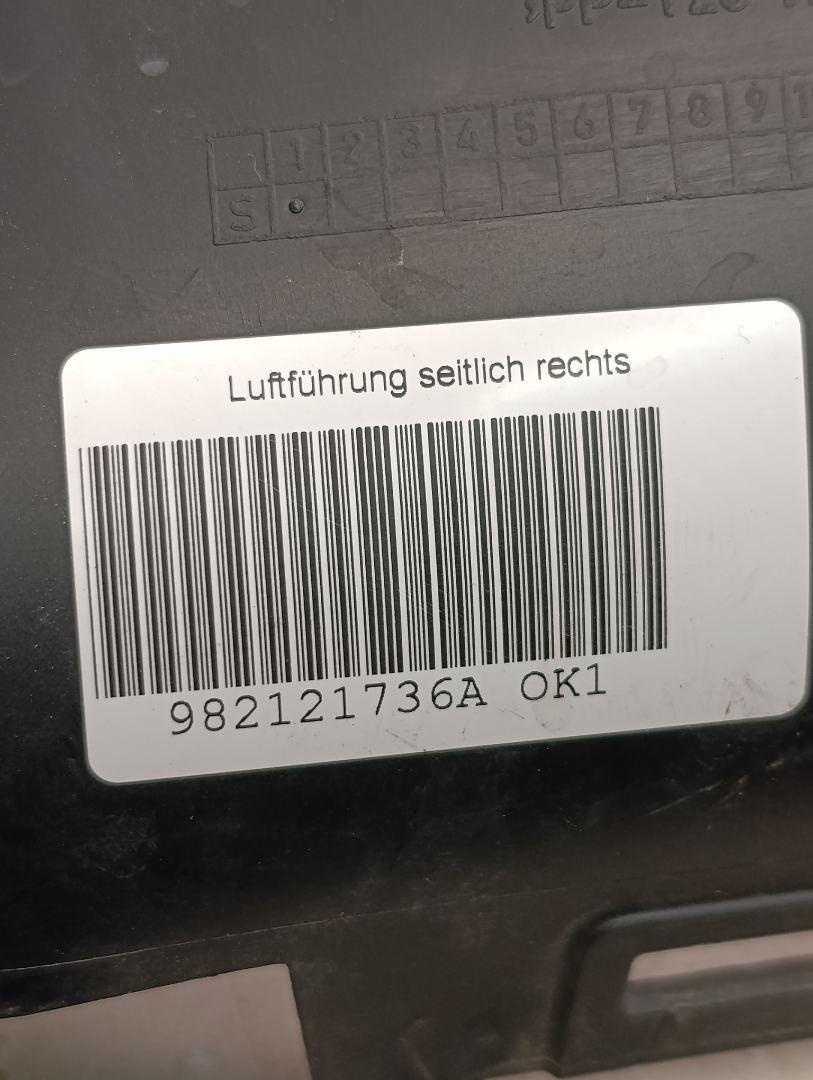 1 2 3 4 5 6 7 8 9
S
Luftführung seitlich rechts
982121736A OK1